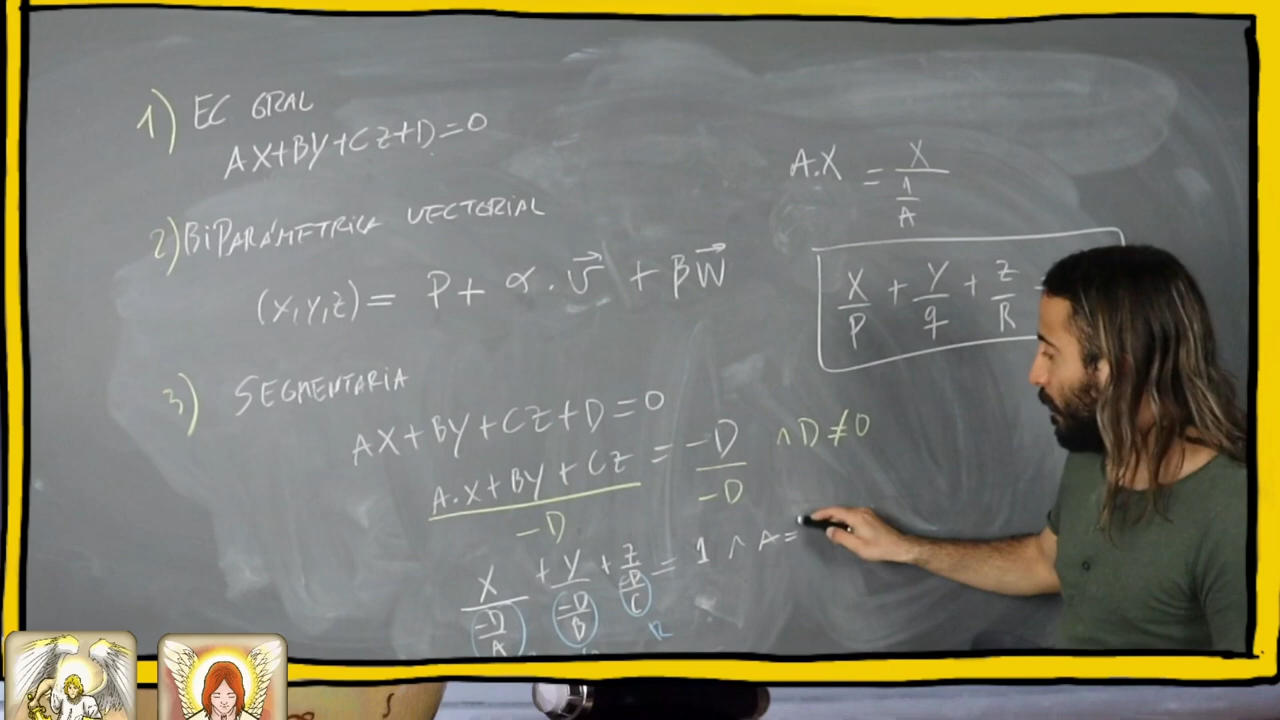 1) EC GRAL
AX+BY+CZ+D=0
2) BIPARÁMETRICA VECTORIAL
(X,Y,Z)= P+ α. v⃗ + βW⃗
3) SEGMENTARIA
AX+BY+CZ+D=0
A.X+BY+CZ = -D ∧ D≠0
-D -D
X + Y + Z = 1 ∧ A=
-D -D -D
A B C
R
A.X = X
1
A
X + Y + Z
P q R